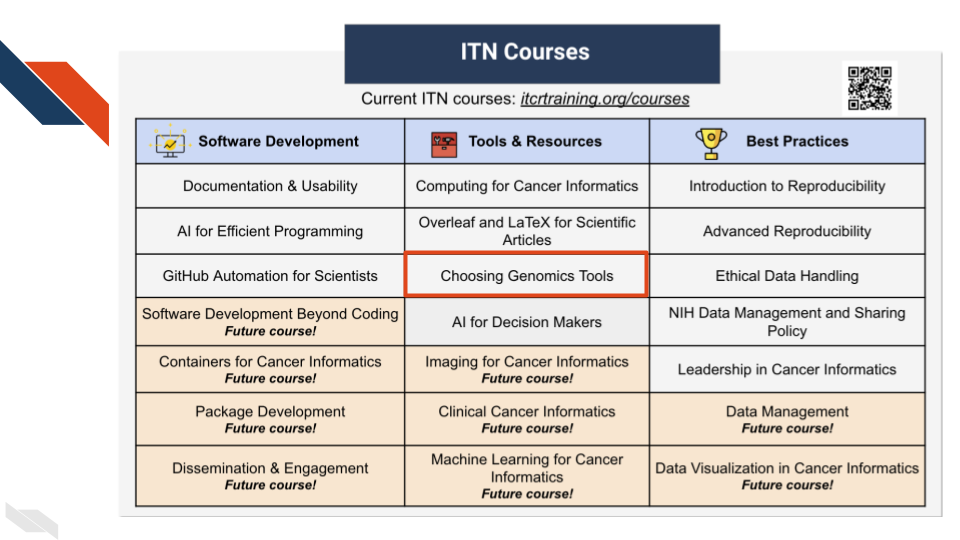 ITN Courses
Current ITN courses: itcrtraining.org/courses
Software Development
Tools & Resources
Best Practices
Documentation & Usability
Computing for Cancer Informatics
Introduction to Reproducibility
AI for Efficient Programming
Overleaf and LaTeX for Scientific
Articles
Advanced Reproducibility
GitHub Automation for Scientists
Choosing Genomics Tools
Ethical Data Handling
Software Development Beyond Coding
Future course!
AI for Decision Makers
NIH Data Management and Sharing
Policy
Containers for Cancer Informatics
Future course!
Imaging for Cancer Informatics
Future course!
Leadership in Cancer Informatics
Package Development
Future course!
Clinical Cancer Informatics
Future course!
Data Management
Future course!
Dissemination & Engagement
Future course!
Machine Learning for Cancer
Informatics
Future course!
Data Visualization in Cancer Informatics
Future course!